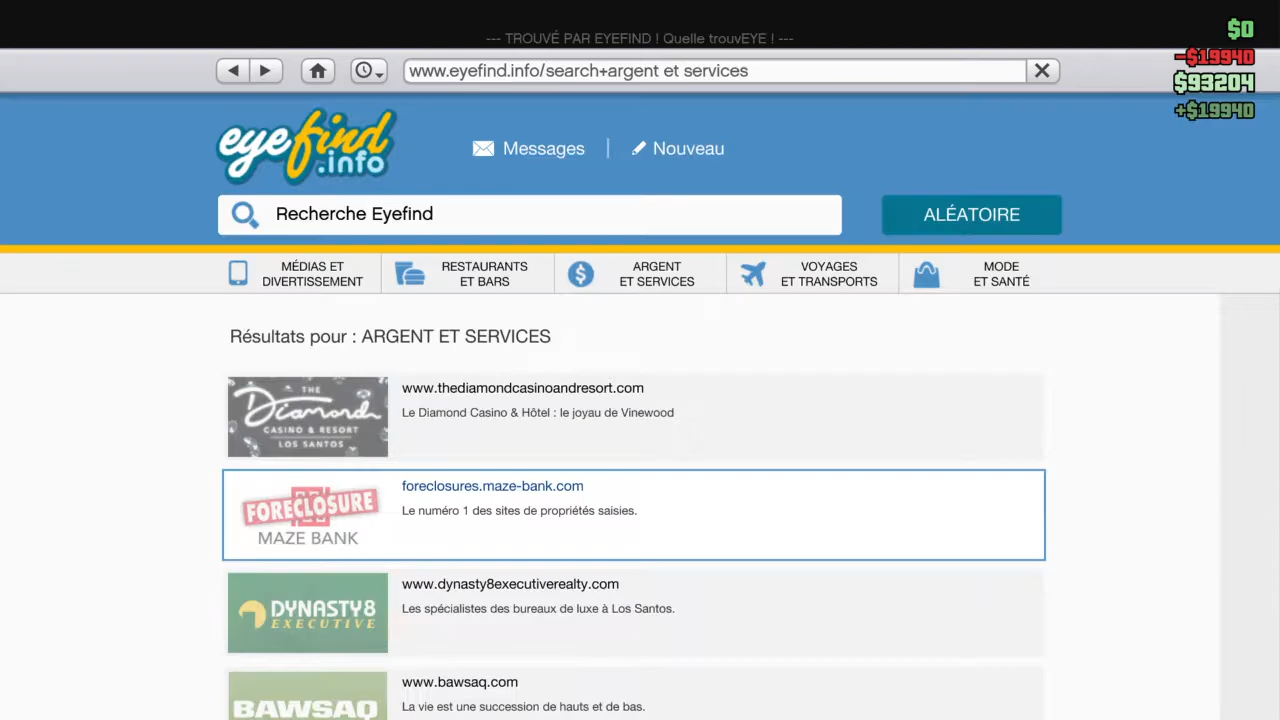 --- TROUVÉ PAR EYEFIND ! Quelle trouvEYE ! ---
$0
-$19940
$93204
+$19940
www.eyefind.info/search+argent et services
eyefind
.info
Messages
Nouveau
Recherche Eyefind
ALÉATOIRE
MÉDIAS ET
DIVERTISSEMENT
RESTAURANTS
ET BARS
ARGENT
ET SERVICES
VOYAGES
ET TRANSPORTS
MODE
ET SANTÉ
Résultats pour : ARGENT ET SERVICES
THE
Diamond
CASINO & RESORT
LOS SANTOS
www.thediamondcasinoandresort.com
Le Diamond Casino & Hôtel : le joyau de Vinewood
FORECLOSURE
MAZE BANK
foreclosures.maze-bank.com
Le numéro 1 des sites de propriétés saisies.
DYNASTY8
EXECUTIVE
www.dynasty8executiverealty.com
Les spécialistes des bureaux de luxe à Los Santos.
BAWSAQ
www.bawsaq.com
La vie est une succession de hauts et de bas.